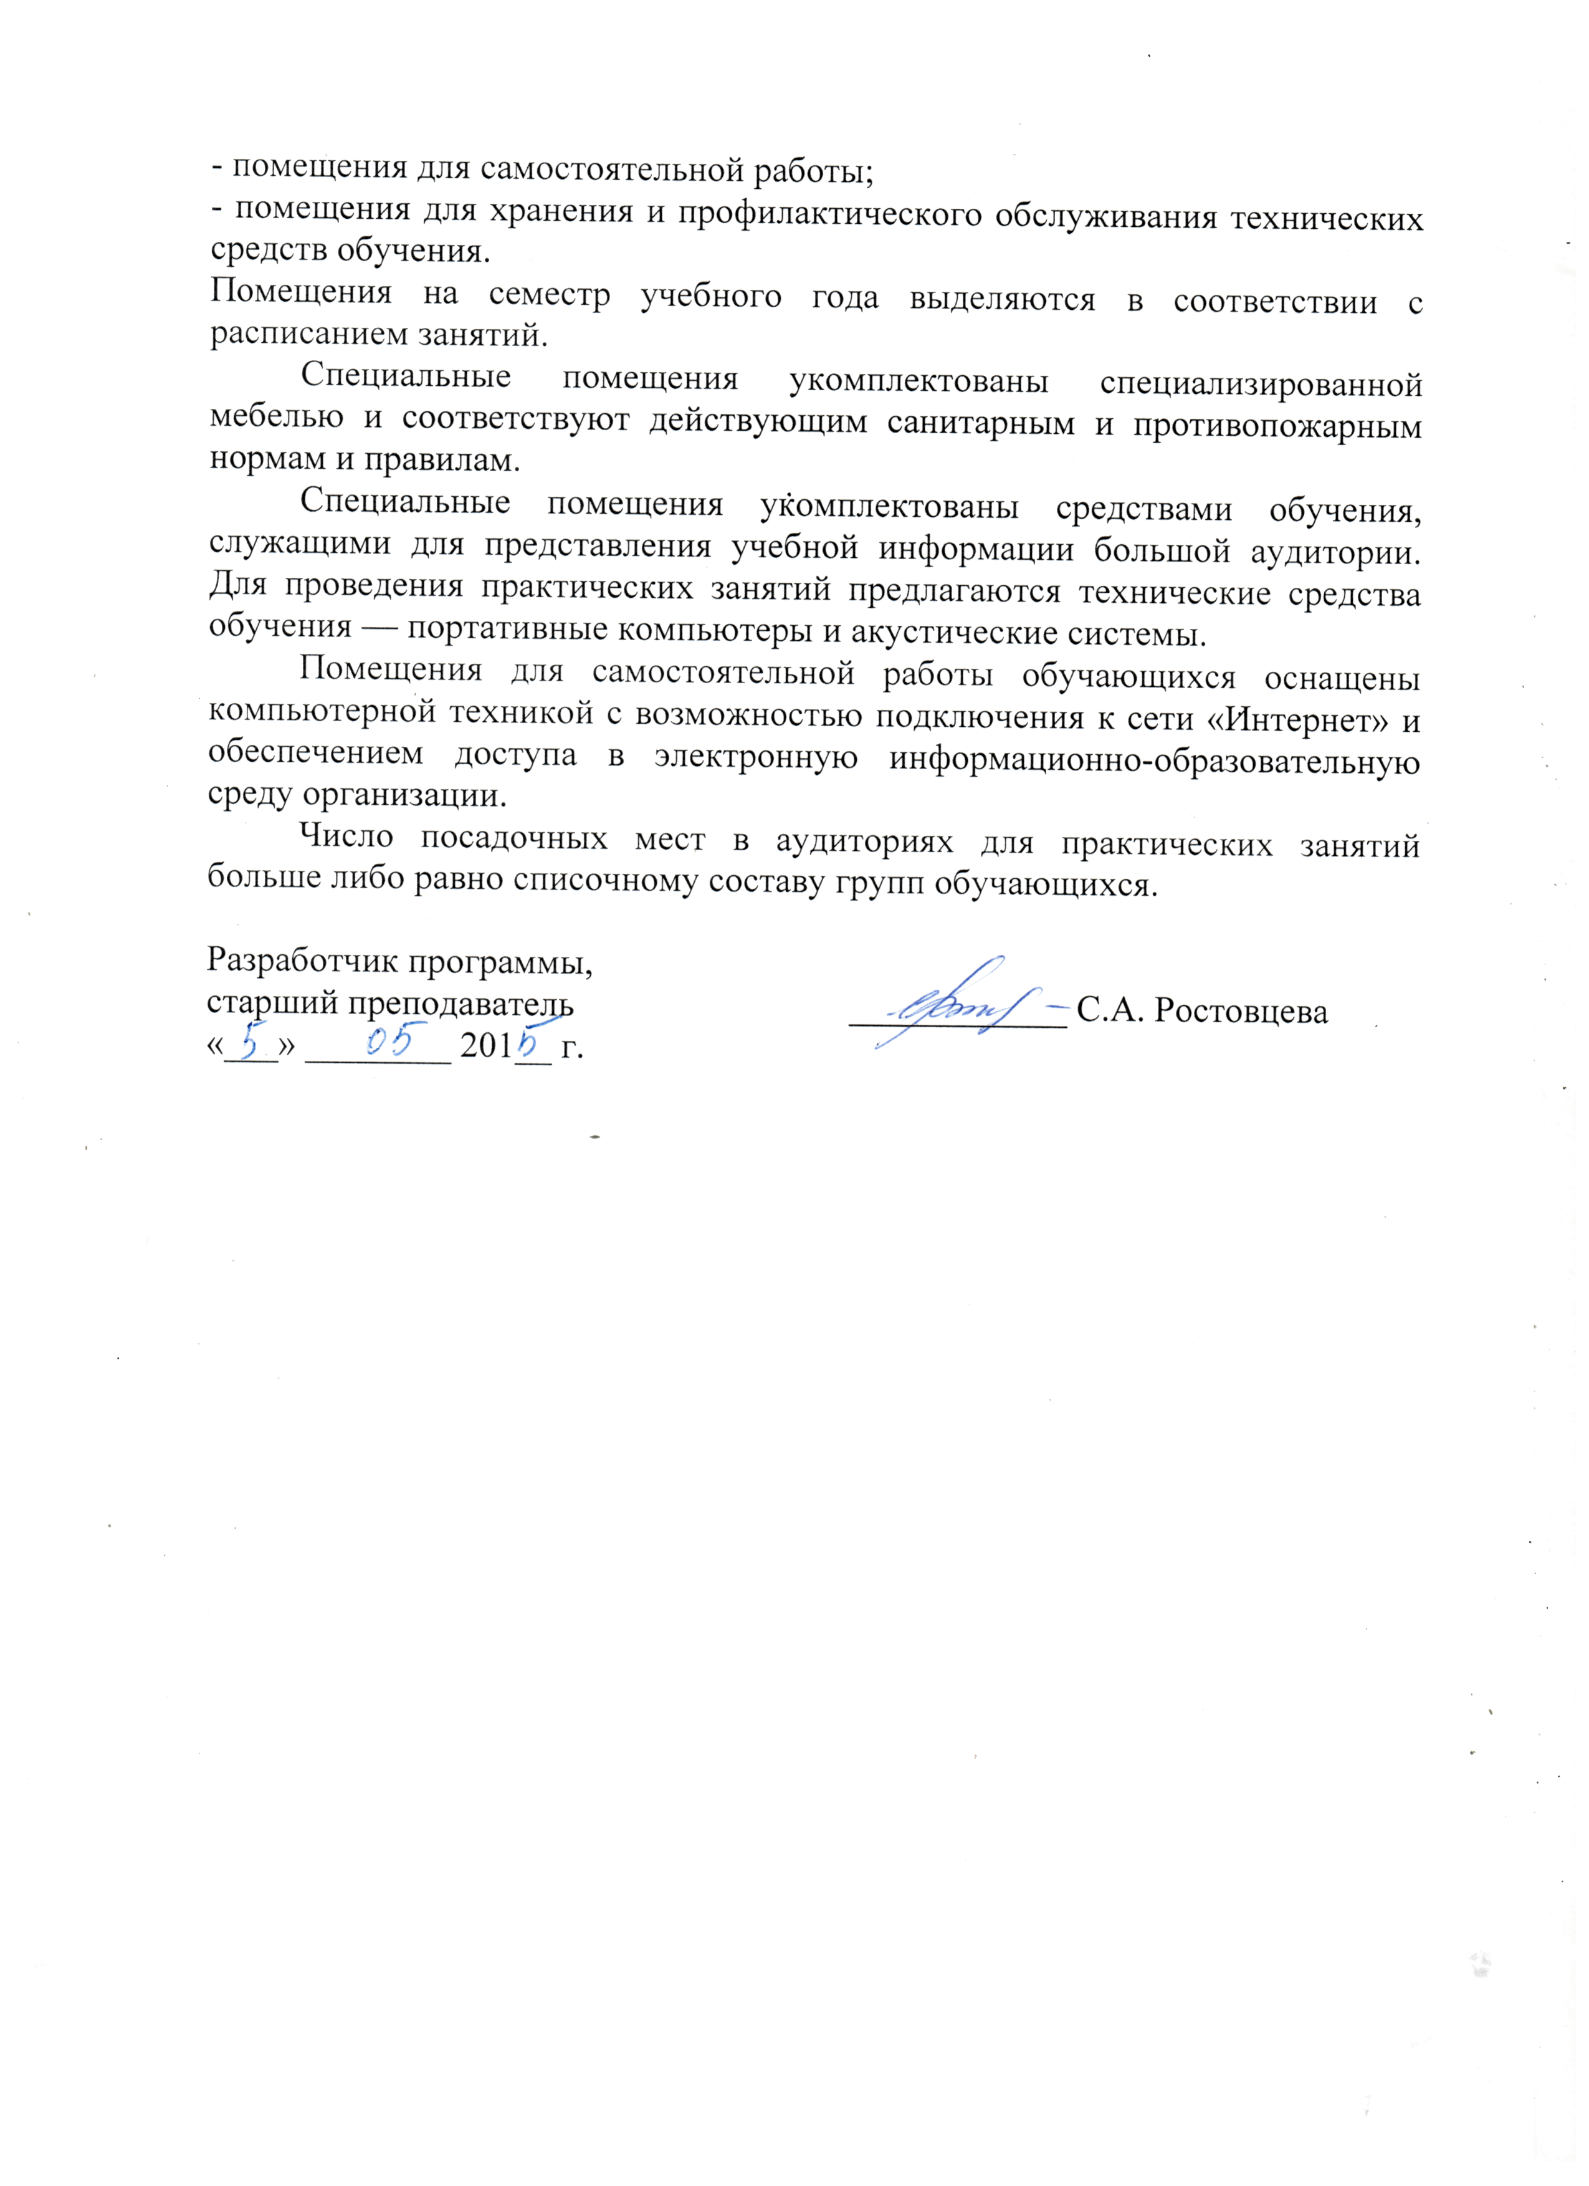 - помещения для самостоятельной работы;
- помещения для хранения и профилактического обслуживания технических
средств обучения.
Помещения на семестр учебного года выделяются в соответствии с
расписанием занятий.
Специальные помещения укомплектованы специализированной
мебелью и соответствуют действующим санитарным и противопожарным
нормам и правилам.
Специальные помещения укомплектованы средствами обучения,
служащими для представления учебной информации большой аудитории.
Для проведения практических занятий предлагаются технические средства
обучения — портативные компьютеры и акустические системы.
Помещения для самостоятельной работы обучающихся оснащены
компьютерной техникой с возможностью подключения к сети «Интернет» и
обеспечением доступа в электронную информационно-образовательную
среду организации.
Число посадочных мест в аудиториях для практических занятий
больше либо равно списочному составу групп обучающихся.
Разработчик программы,
старший преподаватель С.А. Ростовцева
«5» 05 2015 г.